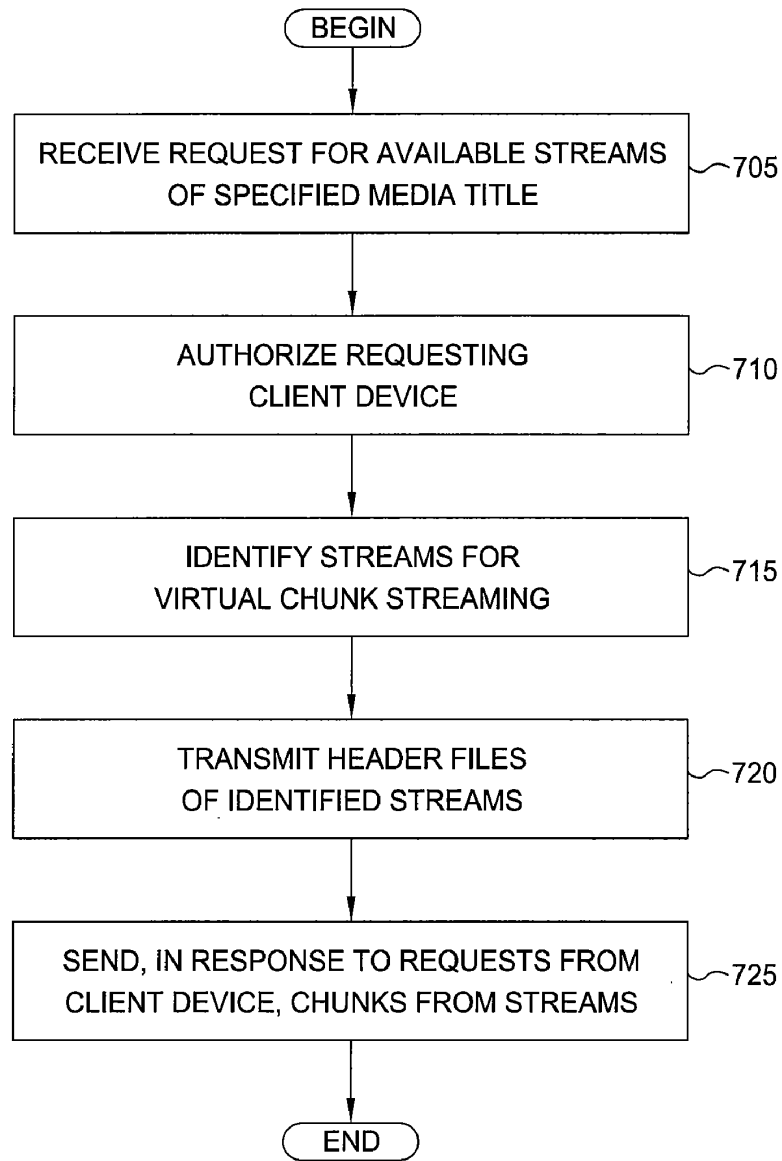 BEGIN
RECEIVE REQUEST FOR AVAILABLE STREAMS
OF SPECIFIED MEDIA TITLE
705
AUTHORIZE REQUESTING
CLIENT DEVICE
710
IDENTIFY STREAMS FOR
VIRTUAL CHUNK STREAMING
715
TRANSMIT HEADER FILES
OF IDENTIFIED STREAMS
720
SEND, IN RESPONSE TO REQUESTS FROM
CLIENT DEVICE, CHUNKS FROM STREAMS
725
END